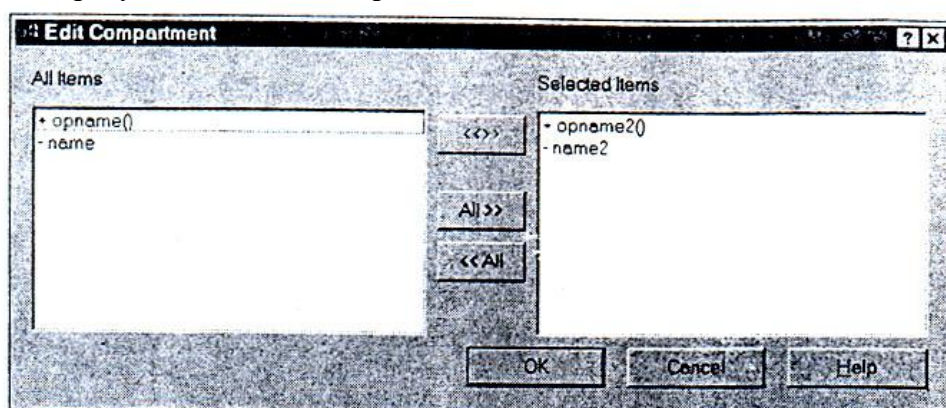 Edit Compartment
? X
All Items
Selected Items
+ opname()
- name
+ opname2()
- name2
<<>>
All >>
<< All
OK
Cancel
Help